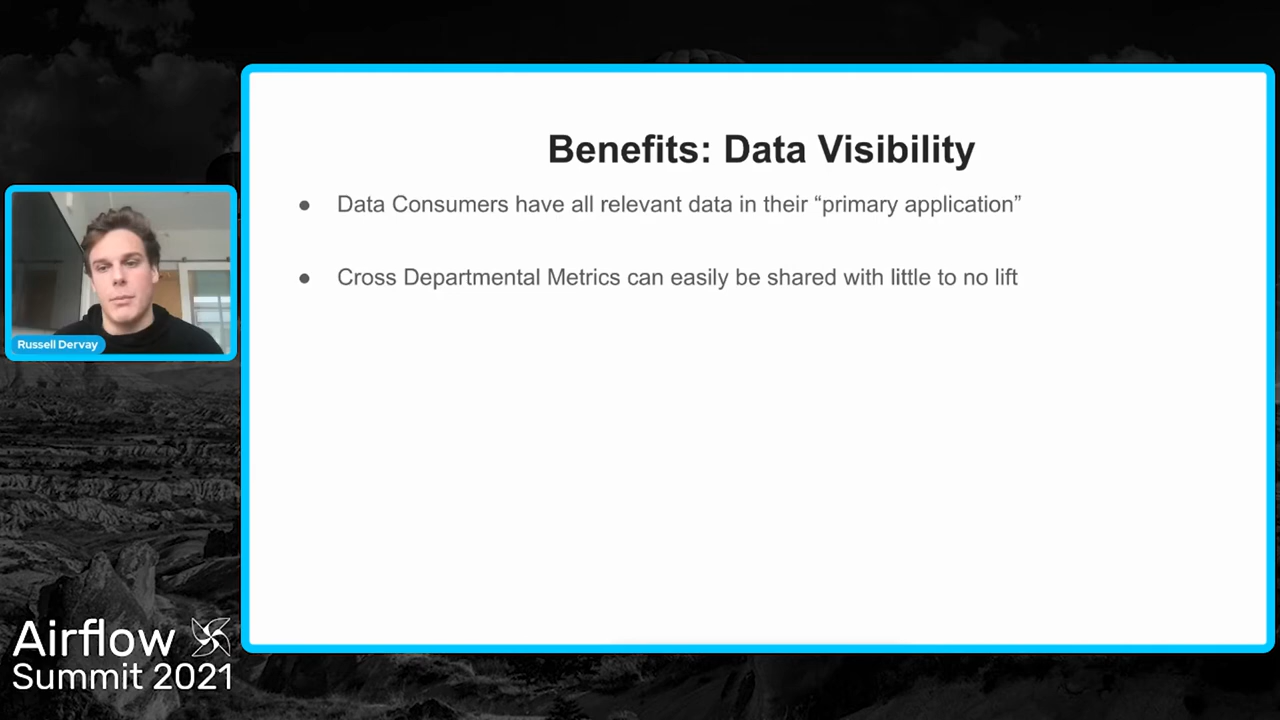 Benefits: Data Visibility
● Data Consumers have all relevant data in their “primary application”
● Cross Departmental Metrics can easily be shared with little to no lift
Russell Dervay
Airflow
Summit 2021